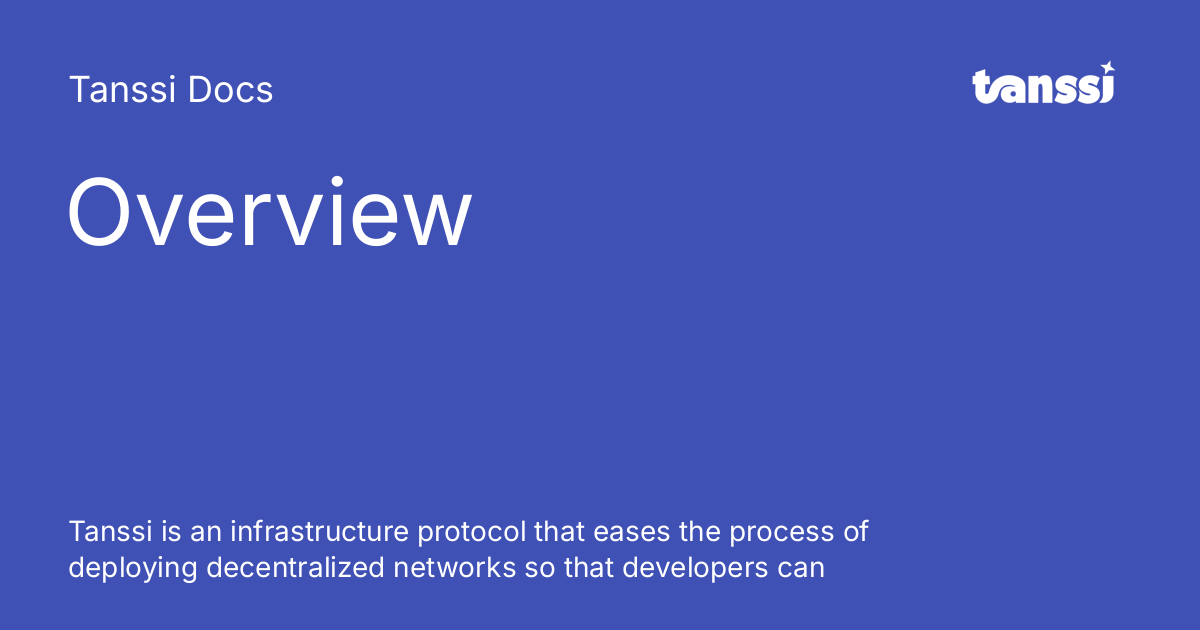 Tanssi Docs
tanssi
Overview
Tanssi is an infrastructure protocol that eases the process of
deploying decentralized networks so that developers can